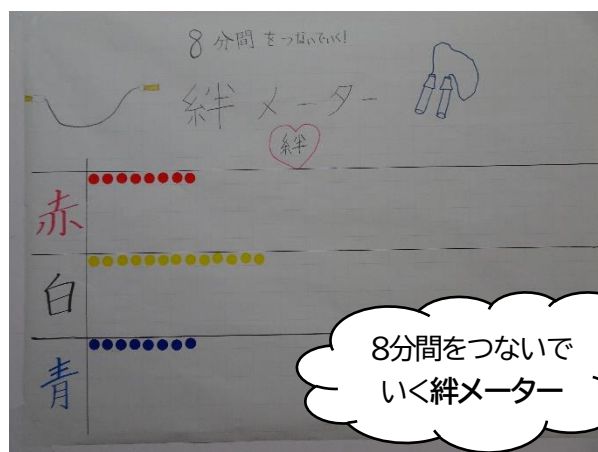 8分間をつないでいく!
絆メーター
絆
赤
白
青
8分間をつないで
いく絆メーター